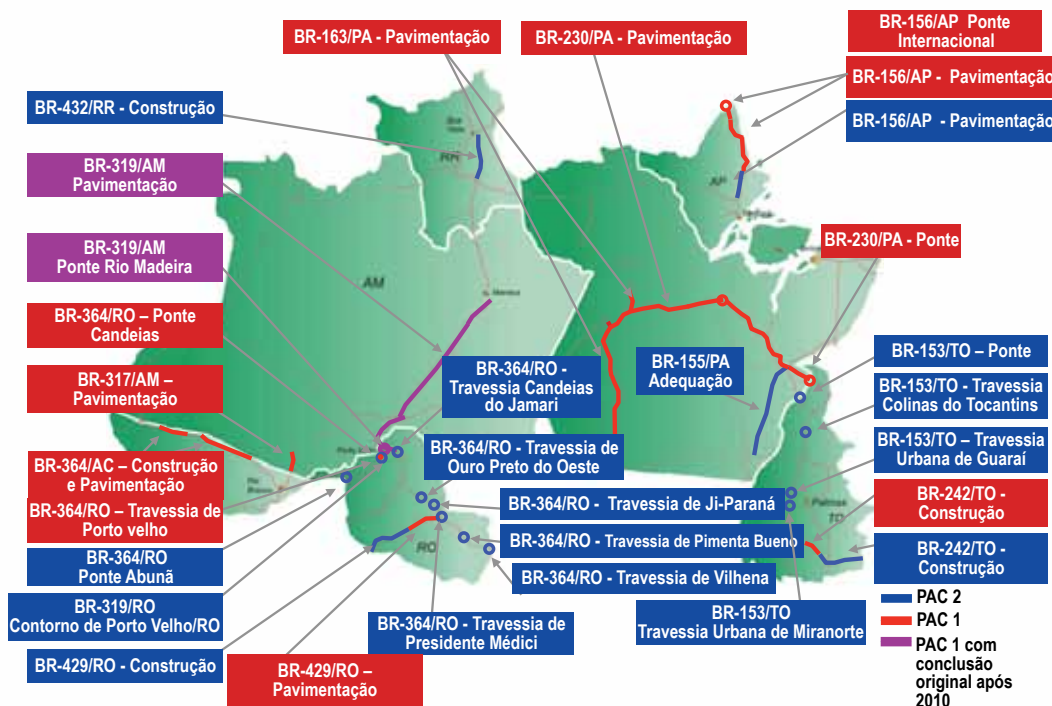 BR-163/PA - Pavimentação
BR-230/PA - Pavimentação
BR-156/AP Ponte
Internacional
BR-156/AP - Pavimentação
BR-156/AP - Pavimentação
BR-432/RR - Construção
BR-319/AM
Pavimentação
BR-319/AM
Ponte Rio Madeira
BR-364/RO – Ponte
Candeias
BR-317/AM –
Pavimentação
BR-364/AC – Construção
e Pavimentação
BR-364/RO – Travessia de
Porto velho
BR-364/RO
Ponte Abunã
BR-319/RO
Contorno de Porto Velho/RO
BR-429/RO - Construção
BR-429/RO –
Pavimentação
BR-364/RO - Travessia de
Presidente Médici
BR-364/RO -
Travessia Candeias
do Jamari
BR-364/RO - Travessia de
Ouro Preto do Oeste
BR-364/RO - Travessia de Ji-Paraná
BR-364/RO - Travessia de Pimenta Bueno
BR-364/RO - Travessia de Vilhena
BR-155/PA
Adequação
BR-230/PA - Ponte
BR-153/TO – Ponte
BR-153/TO - Travessia
Colinas do Tocantins
BR-153/TO – Travessia
Urbana de Guaraí
BR-242/TO -
Construção
BR-242/TO -
Construção
BR-153/TO
Travessia Urbana de Miranorte
PAC 2
PAC 1
PAC 1 com
conclusão
original após
2010
RR
AM
AP
RO
TO
Manaus
Palmas